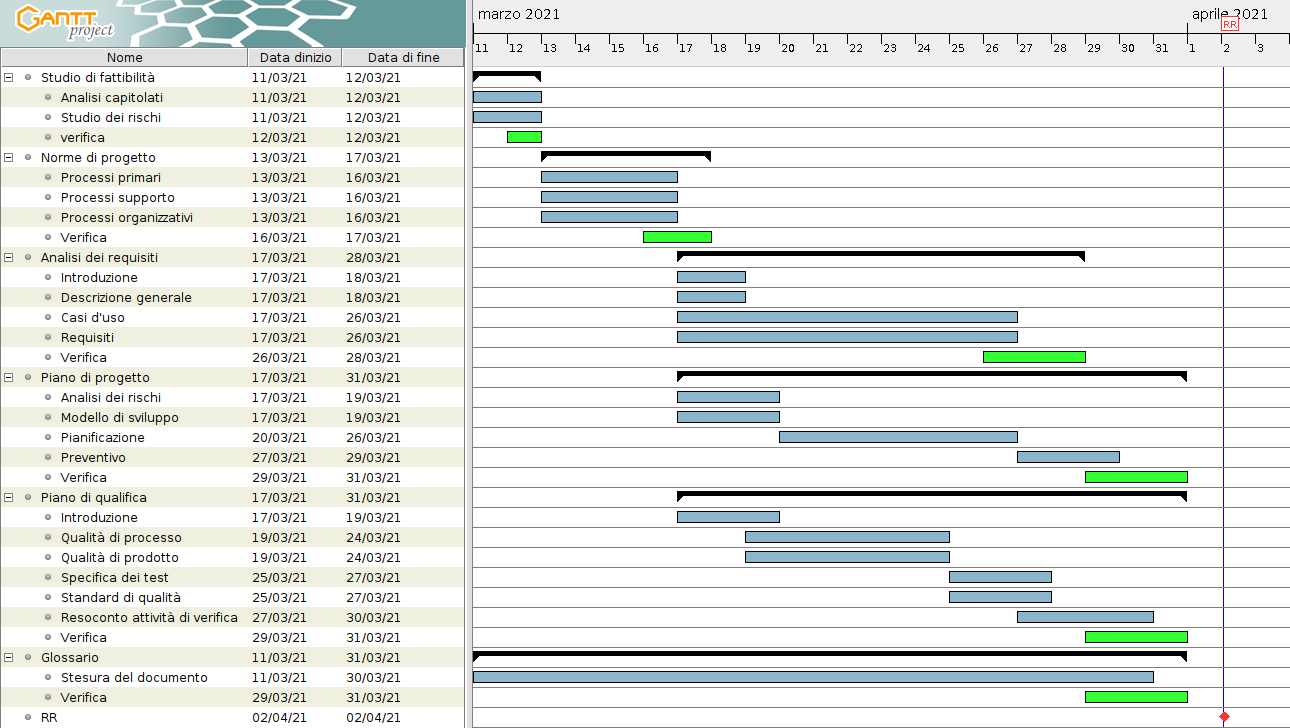 GANTT
project
marzo 2021
aprile 2021
RR
11 12 13 14 15 16 17 18 19 20 21 22 23 24 25 26 27 28 29 30 31 1 2 3
Nome Data dinizio Data di fine
Studio di fattibilità 11/03/21 12/03/21
Analisi capitolati 11/03/21 12/03/21
Studio dei rischi 11/03/21 12/03/21
verifica 12/03/21 12/03/21
Norme di progetto 13/03/21 17/03/21
Processi primari 13/03/21 16/03/21
Processi supporto 13/03/21 16/03/21
Processi organizzativi 13/03/21 16/03/21
Verifica 16/03/21 17/03/21
Analisi dei requisiti 17/03/21 28/03/21
Introduzione 17/03/21 18/03/21
Descrizione generale 17/03/21 18/03/21
Casi d'uso 17/03/21 26/03/21
Requisiti 17/03/21 26/03/21
Verifica 26/03/21 28/03/21
Piano di progetto 17/03/21 31/03/21
Analisi dei rischi 17/03/21 19/03/21
Modello di sviluppo 17/03/21 19/03/21
Pianificazione 20/03/21 26/03/21
Preventivo 27/03/21 29/03/21
Verifica 29/03/21 31/03/21
Piano di qualifica 17/03/21 31/03/21
Introduzione 17/03/21 19/03/21
Qualità di processo 19/03/21 24/03/21
Qualità di prodotto 19/03/21 24/03/21
Specifica dei test 25/03/21 27/03/21
Standard di qualità 25/03/21 27/03/21
Resoconto attività di verifica 27/03/21 30/03/21
Verifica 29/03/21 31/03/21
Glossario 11/03/21 31/03/21
Stesura del documento 11/03/21 30/03/21
Verifica 29/03/21 31/03/21
RR 02/04/21 02/04/21